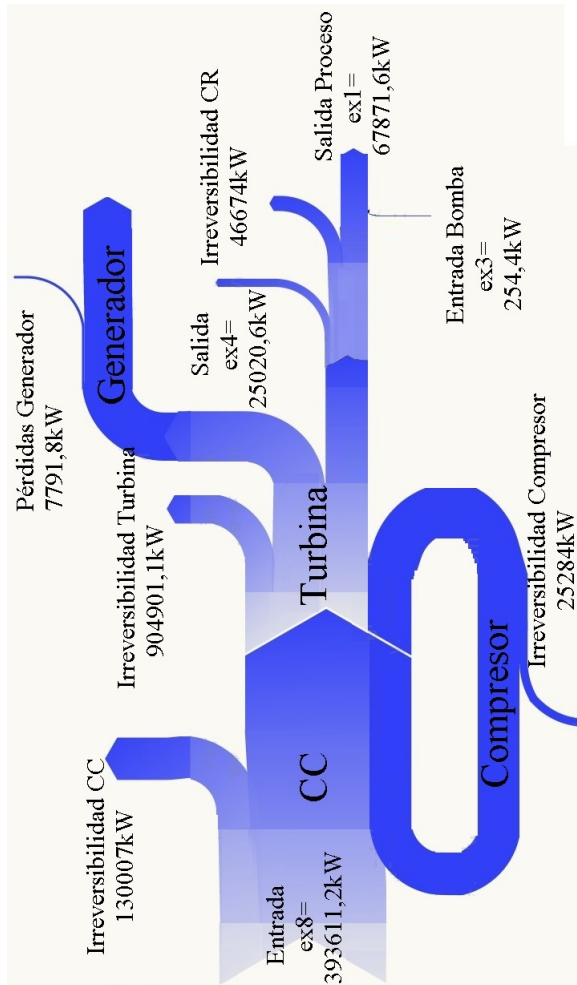 Pérdidas Generador
7791,8kW
Generador
Irreversibilidad CR
46674kW
Salida Proceso
ex1=
67871,6kW
Salida
ex4=
25020,6kW
Entrada Bomba
ex3=
254,4kW
Irreversibilidad Turbina
904901,1kW
Turbina
Irreversibilidad CC
13007kW
CC
Entrada
ex8=
393611,2kW
Compresor
Irreversibilidad Compresor
25284kW